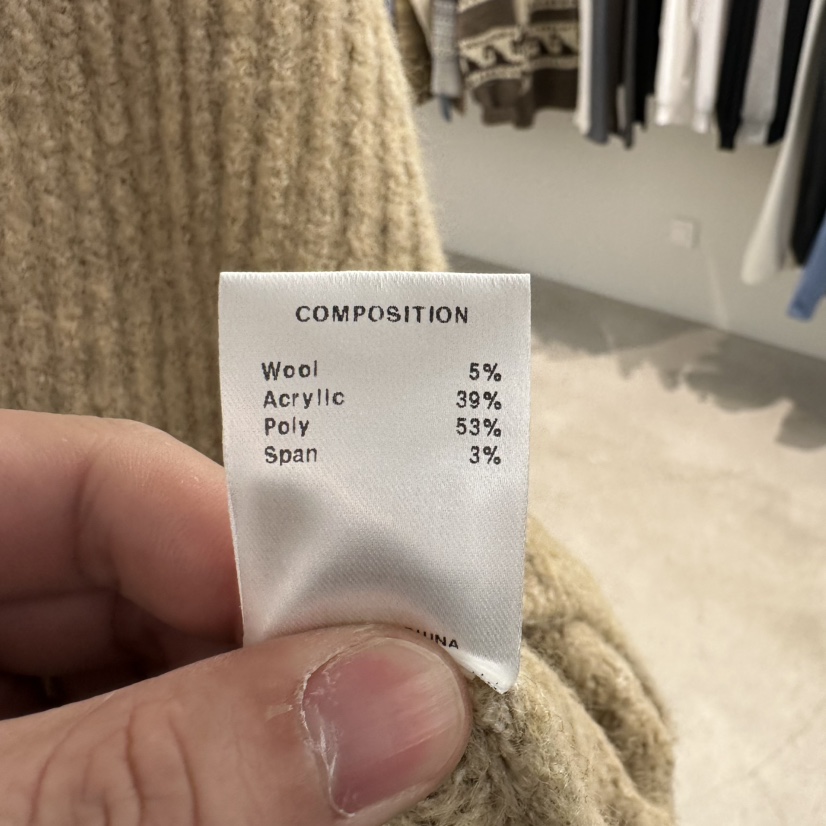 COMPOSITION
Wool 5%
Acrylic 39%
Poly 53%
Span 3%